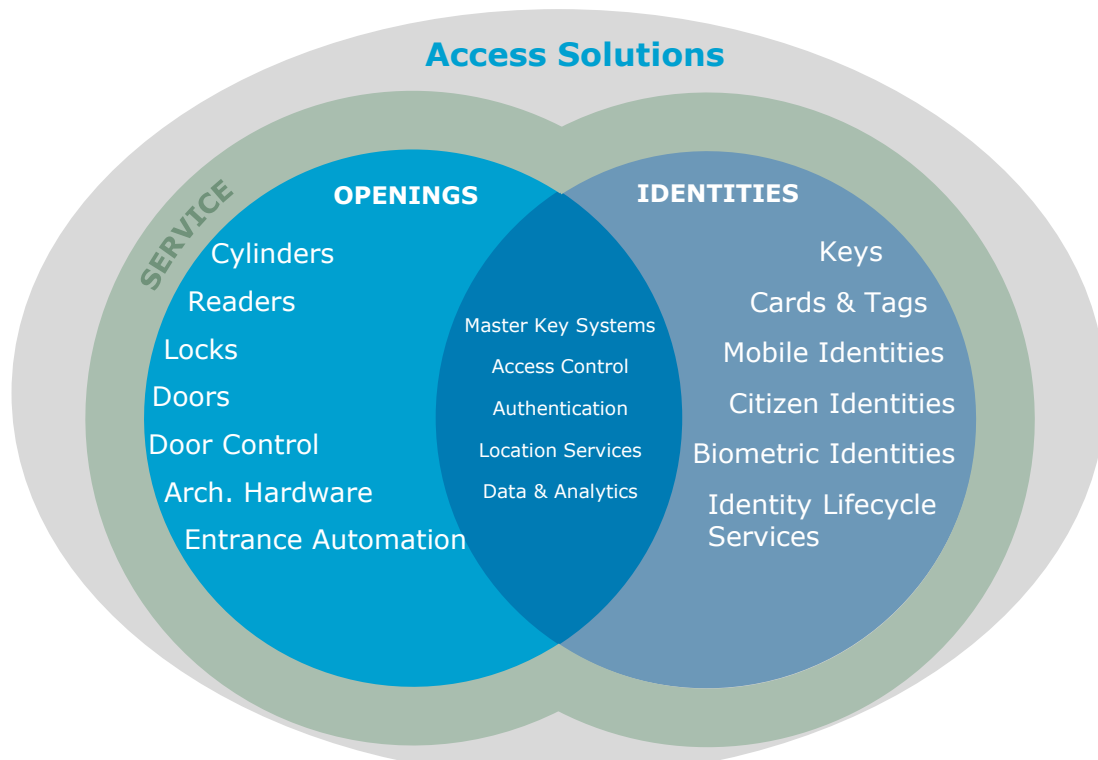 Access Solutions
SERVICE
OPENINGS
Cylinders
Readers
Locks
Doors
Door Control
Arch. Hardware
Entrance Automation
Master Key Systems
Access Control
Authentication
Location Services
Data & Analytics
IDENTITIES
Keys
Cards & Tags
Mobile Identities
Citizen Identities
Biometric Identities
Identity Lifecycle
Services